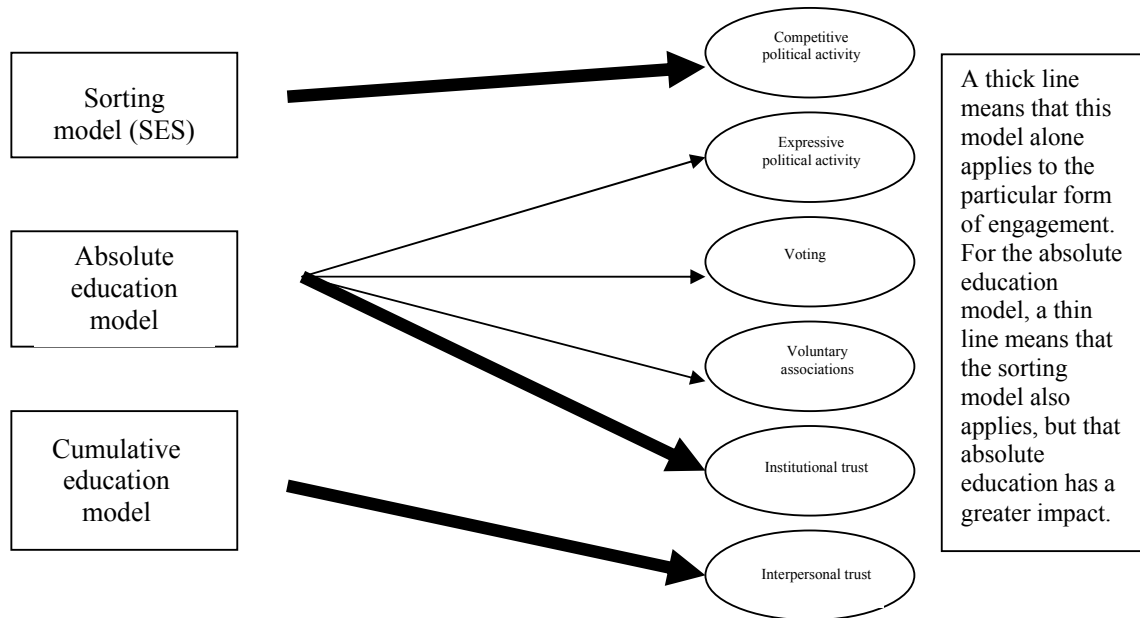 Sorting
model (SES)
Absolute
education
model
Cumulative
education
model
Competitive
political activity
Expressive
political activity
Voting
Voluntary
associations
Institutional trust
Interpersonal trust
A thick line
means that this
model alone
applies to the
particular form
of engagement.
For the absolute
education
model, a thin
line means that
the sorting
model also
applies, but that
absolute
education has a
greater impact.